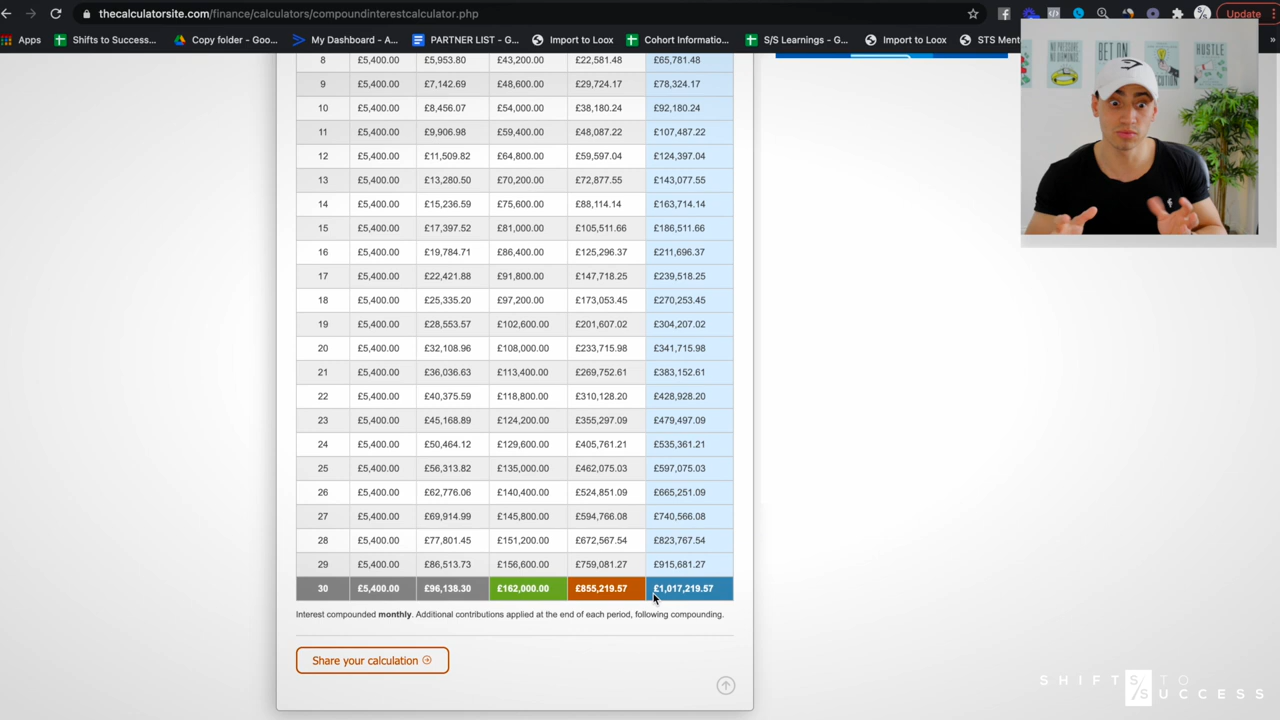 thecalculatorsite.com/finance/calculators/compoundinterestcalculator.php
Update
Apps
Shifts to Success...
Copy folder - Goo...
My Dashboard - A...
PARTNER LIST - G...
Import to Loox
Cohort Informatio...
S/S Learnings - G...
Import to Loox
STS Ment
»
£5,400.00 £5,953.80 £43,200.00 £22,581.48 £65,781.48
9 £5,400.00 £7,142.69 £48,600.00 £29,724.17 £78,324.17
10 £5,400.00 £8,456.07 £54,000.00 £38,180.24 £92,180.24
11 £5,400.00 £9,906.98 £59,400.00 £48,087.22 £107,487.22
12 £5,400.00 £11,509.82 £64,800.00 £59,597.04 £124,397.04
13 £5,400.00 £13,280.50 £70,200.00 £72,877.55 £143,077.55
14 £5,400.00 £15,236.59 £75,600.00 £88,114.14 £163,714.14
15 £5,400.00 £17,397.52 £81,000.00 £105,511.66 £186,511.66
16 £5,400.00 £19,784.71 £86,400.00 £125,296.37 £211,696.37
17 £5,400.00 £22,421.88 £91,800.00 £147,718.25 £239,518.25
18 £5,400.00 £25,335.20 £97,200.00 £173,053.45 £270,253.45
19 £5,400.00 £28,553.57 £102,600.00 £201,607.02 £304,207.02
20 £5,400.00 £32,108.96 £108,000.00 £233,715.98 £341,715.98
21 £5,400.00 £36,036.63 £113,400.00 £269,752.61 £383,152.61
22 £5,400.00 £40,375.59 £118,800.00 £310,128.20 £428,928.20
23 £5,400.00 £45,168.89 £124,200.00 £355,297.09 £479,497.09
24 £5,400.00 £50,464.12 £129,600.00 £405,761.21 £535,361.21
25 £5,400.00 £56,313.82 £135,000.00 £462,075.03 £597,075.03
26 £5,400.00 £62,776.06 £140,400.00 £524,851.09 £665,251.09
27 £5,400.00 £69,914.99 £145,800.00 £594,766.08 £740,566.08
28 £5,400.00 £77,801.45 £151,200.00 £672,567.54 £823,767.54
29 £5,400.00 £86,513.73 £156,600.00 £759,081.27 £915,681.27
30 £5,400.00 £96,138.30 £162,000.00 £855,219.57 £1,017,219.57
Interest compounded monthly. Additional contributions applied at the end of each period, following compounding.
Share your calculation
NO PRESSURE
NO DIAMONDS
BET ON
HUSTLE
SHIFTS TO
S/S
SUCCESS